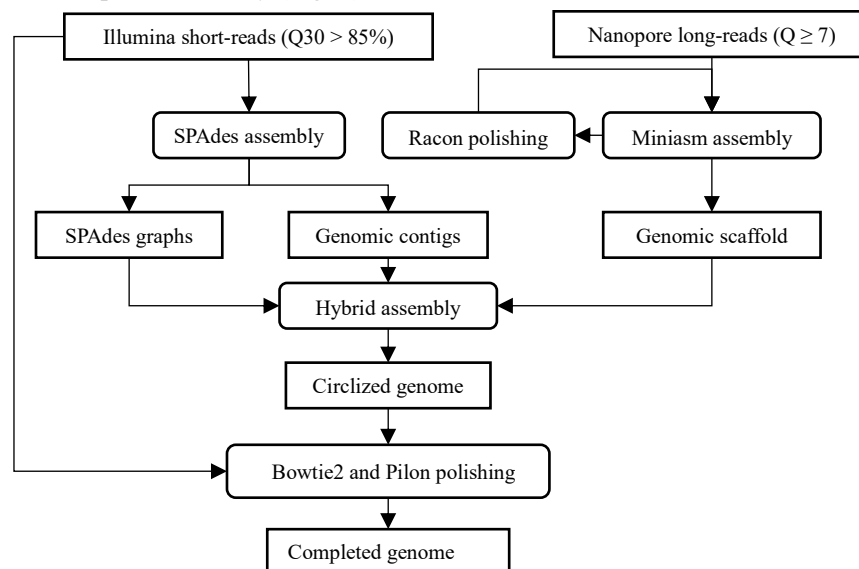 Illumina short-reads (Q30 > 85%)
Nanopore long-reads (Q ≥ 7)
SPAdes assembly
Racon polishing
Miniasm assembly
SPAdes graphs
Genomic contigs
Genomic scaffold
Hybrid assembly
Circlized genome
Bowtie2 and Pilon polishing
Completed genome